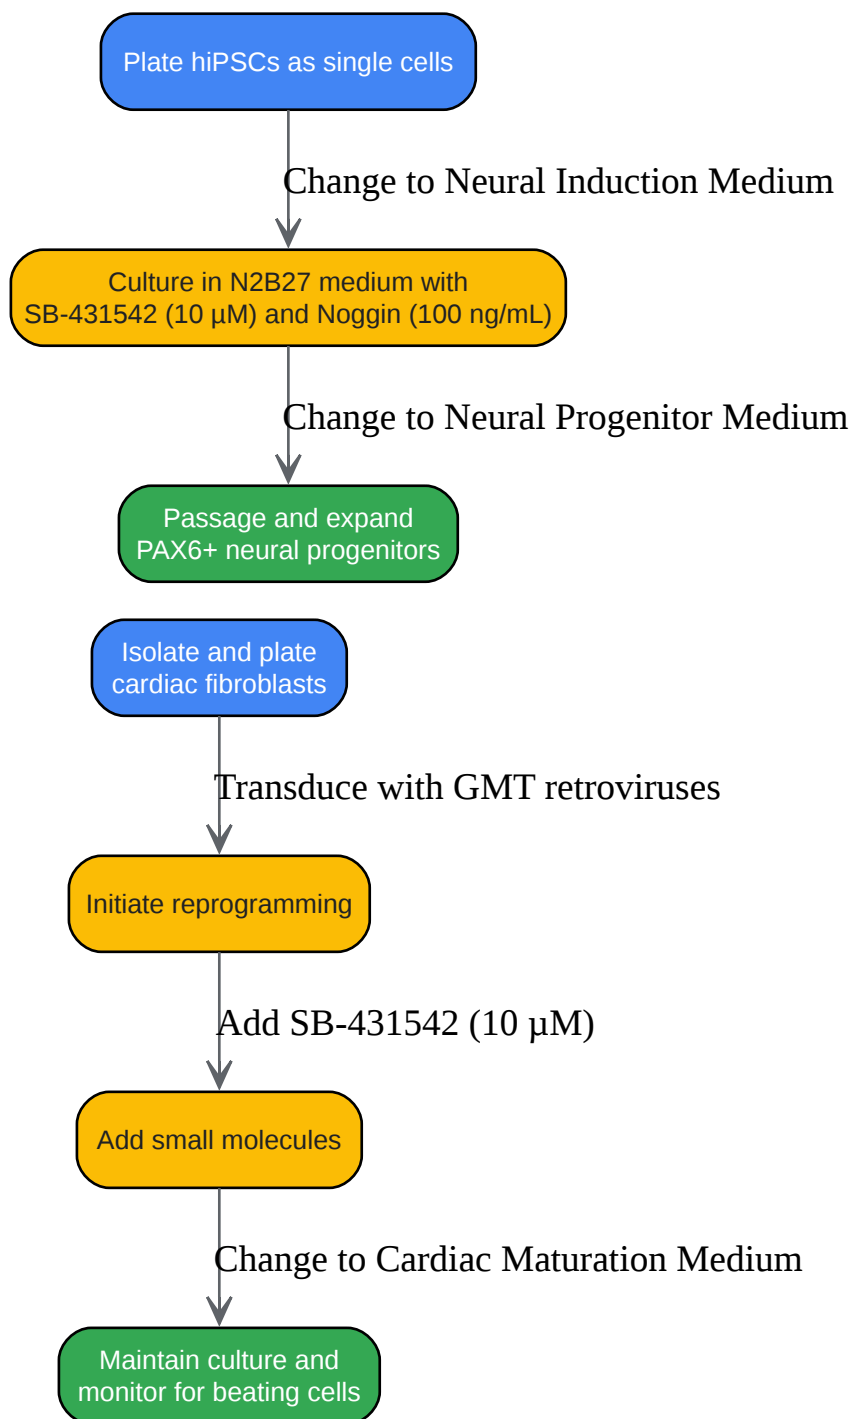 Plate hiPSCs as single cells
Change to Neural Induction Medium
Culture in N2B27 medium with
SB-431542 (10 µM) and Noggin (100 ng/mL)
Change to Neural Progenitor Medium
Passage and expand
PAX6+ neural progenitors
Isolate and plate
cardiac fibroblasts
Transduce with GMT retroviruses
Initiate reprogramming
Add SB-431542 (10 µM)
Add small molecules
Change to Cardiac Maturation Medium
Maintain culture and
monitor for beating cells